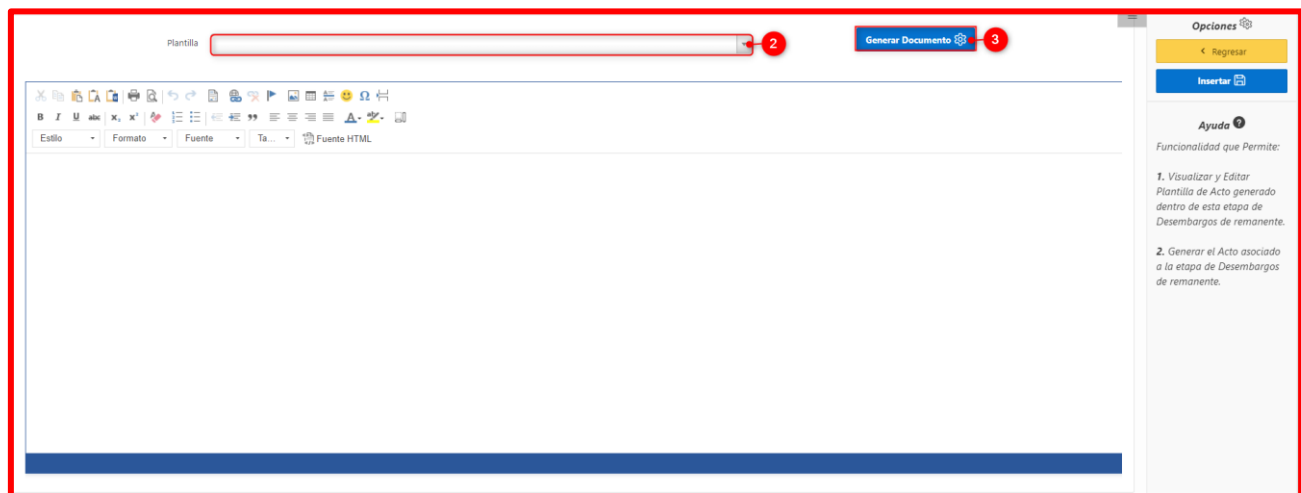 Opciones
Plantilla
2
Generar Documento
3
Regresar
Insertar
B I U abc x, x'
A
Estilo Formato Fuente Ta... Fuente HTML
Ayuda
Funcionalidad que Permite:
1. Visualizar y Editar
Plantilla de Acto generado
dentro de esta etapa de
Desembargos de remanente.
2. Generar el Acto asociado
a la etapa de Desembargos
de remanente.